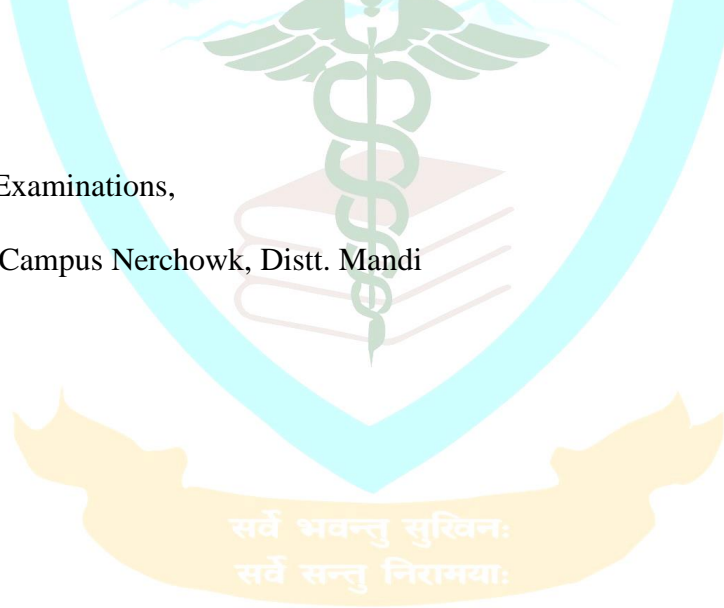 Examinations,
Campus Nerchowk, Distt. Mandi
सर्वे भवन्तु सुखिनः
सर्वे सन्तु निरामयाः